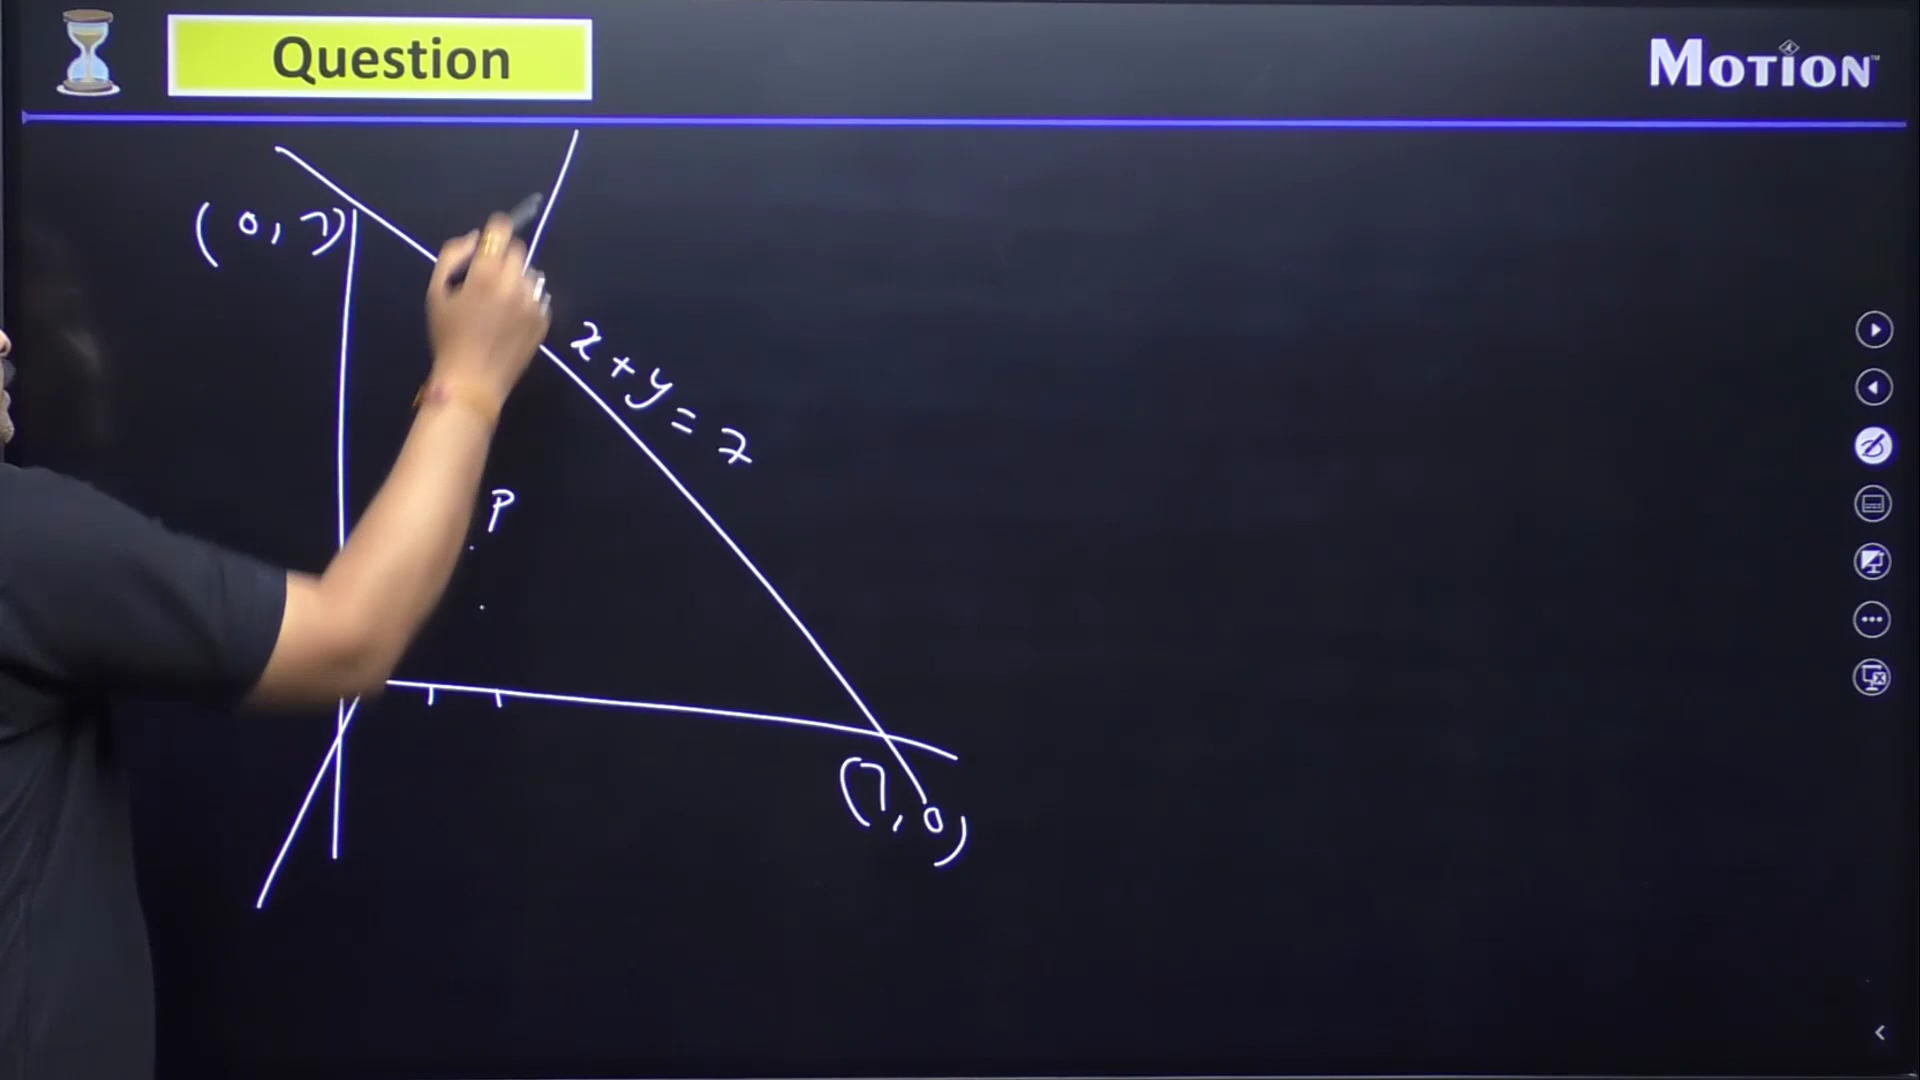 Question
MOTION
(0, 7)
x + y = 7
P
(7, 0)